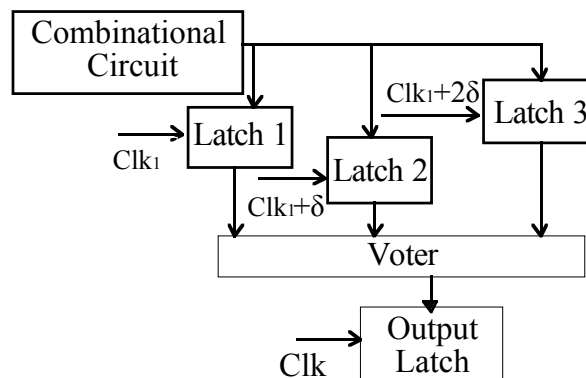 Combinational
Circuit
Clk₁+2δ
Latch 3
Latch 1
Clk₁
Latch 2
Clk₁+δ
Voter
Output
Latch
Clk